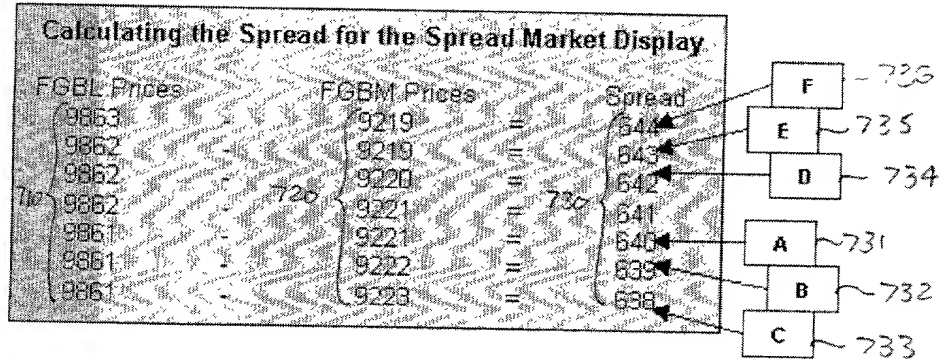 Calculating the Spread for the Spread Market Display
FGBL Prices FGBM Prices Spread
9863 - 9219 = 644 F 736
9862 - 9219 = 643 E 735
9862 - 9220 = 642 D 734
710 9862 720 9221 = 730 641
9861 - 9221 = 640 A 731
9861 - 9222 = 639 B 732
9861 - 9223 = 638 C 733